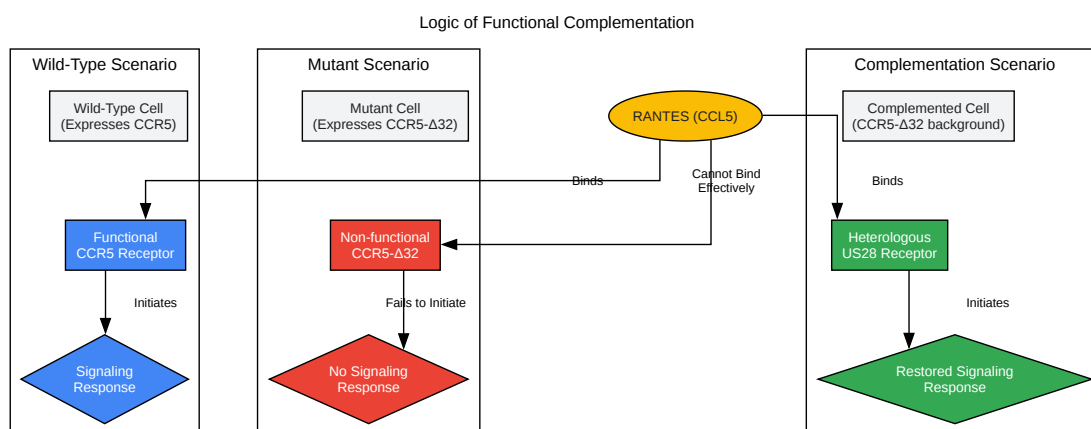 Logic of Functional Complementation
Wild-Type Scenario
Wild-Type Cell
(Expresses CCR5)
Binds
Functional
CCR5 Receptor
Initiates
Signaling
Response
Mutant Scenario
Mutant Cell
(Expresses CCR5-Δ32)
RANTES (CCL5)
Cannot Bind
Effectively
Non-functional
CCR5-Δ32
Fails to Initiate
No Signaling
Response
Complementation Scenario
Complemented Cell
(CCR5-Δ32 background)
Binds
Heterologous
US28 Receptor
Initiates
Restored Signaling
Response